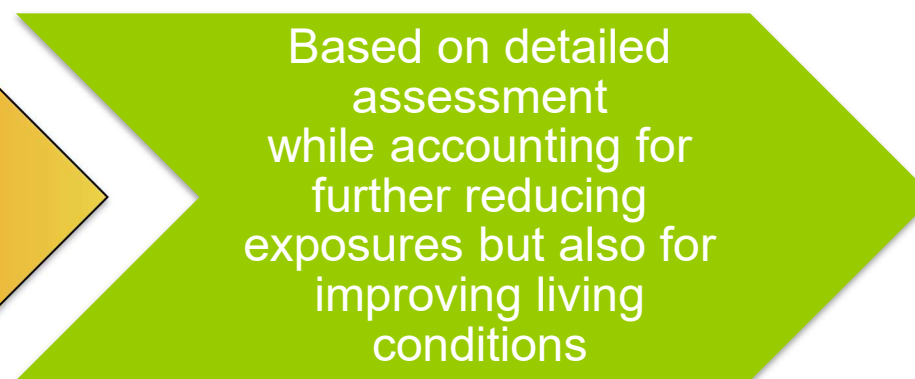 Based on detailed
assessment
while accounting for
further reducing
exposures but also for
improving living
conditions